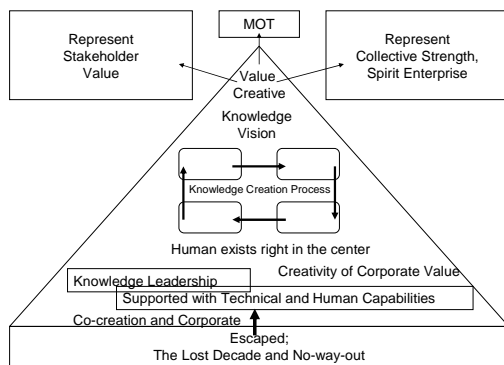 MOT
Represent
Stakeholder
Value
Represent
Collective Strength,
Spirit Enterprise
Value
Creative
Knowledge
Vision
Knowledge Creation Process
Human exists right in the center
Creativity of Corporate Value
Knowledge Leadership
Supported with Technical and Human Capabilities
Co-creation and Corporate
Escaped;
The Lost Decade and No-way-out